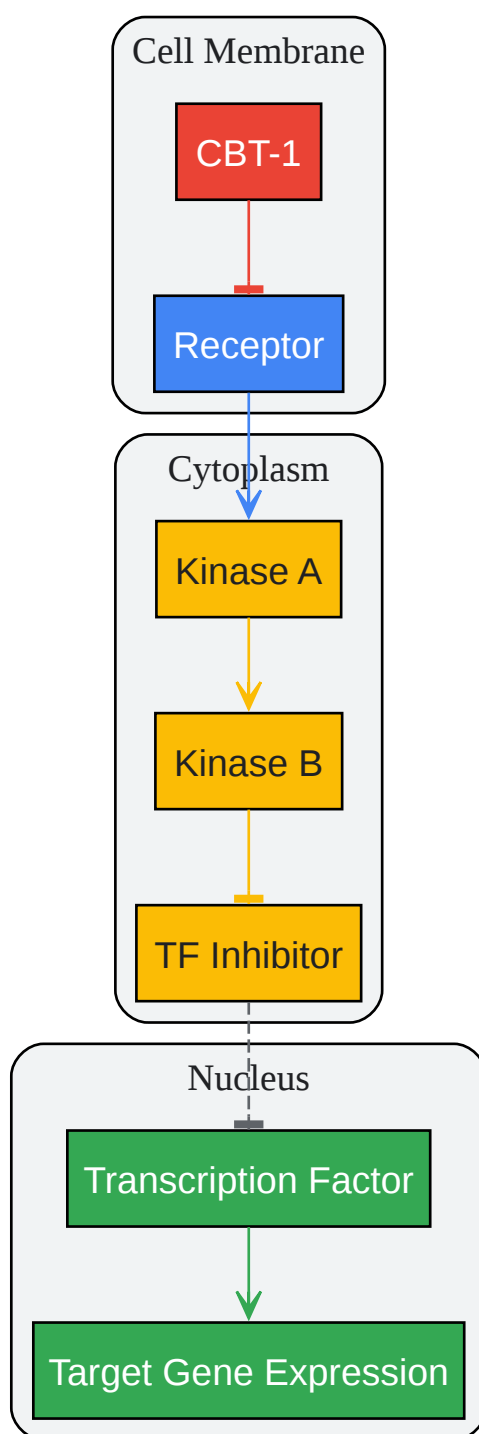 Cell Membrane
CBT-1
Receptor
Cytoplasm
Kinase A
Kinase B
TF Inhibitor
Nucleus
Transcription Factor
Target Gene Expression